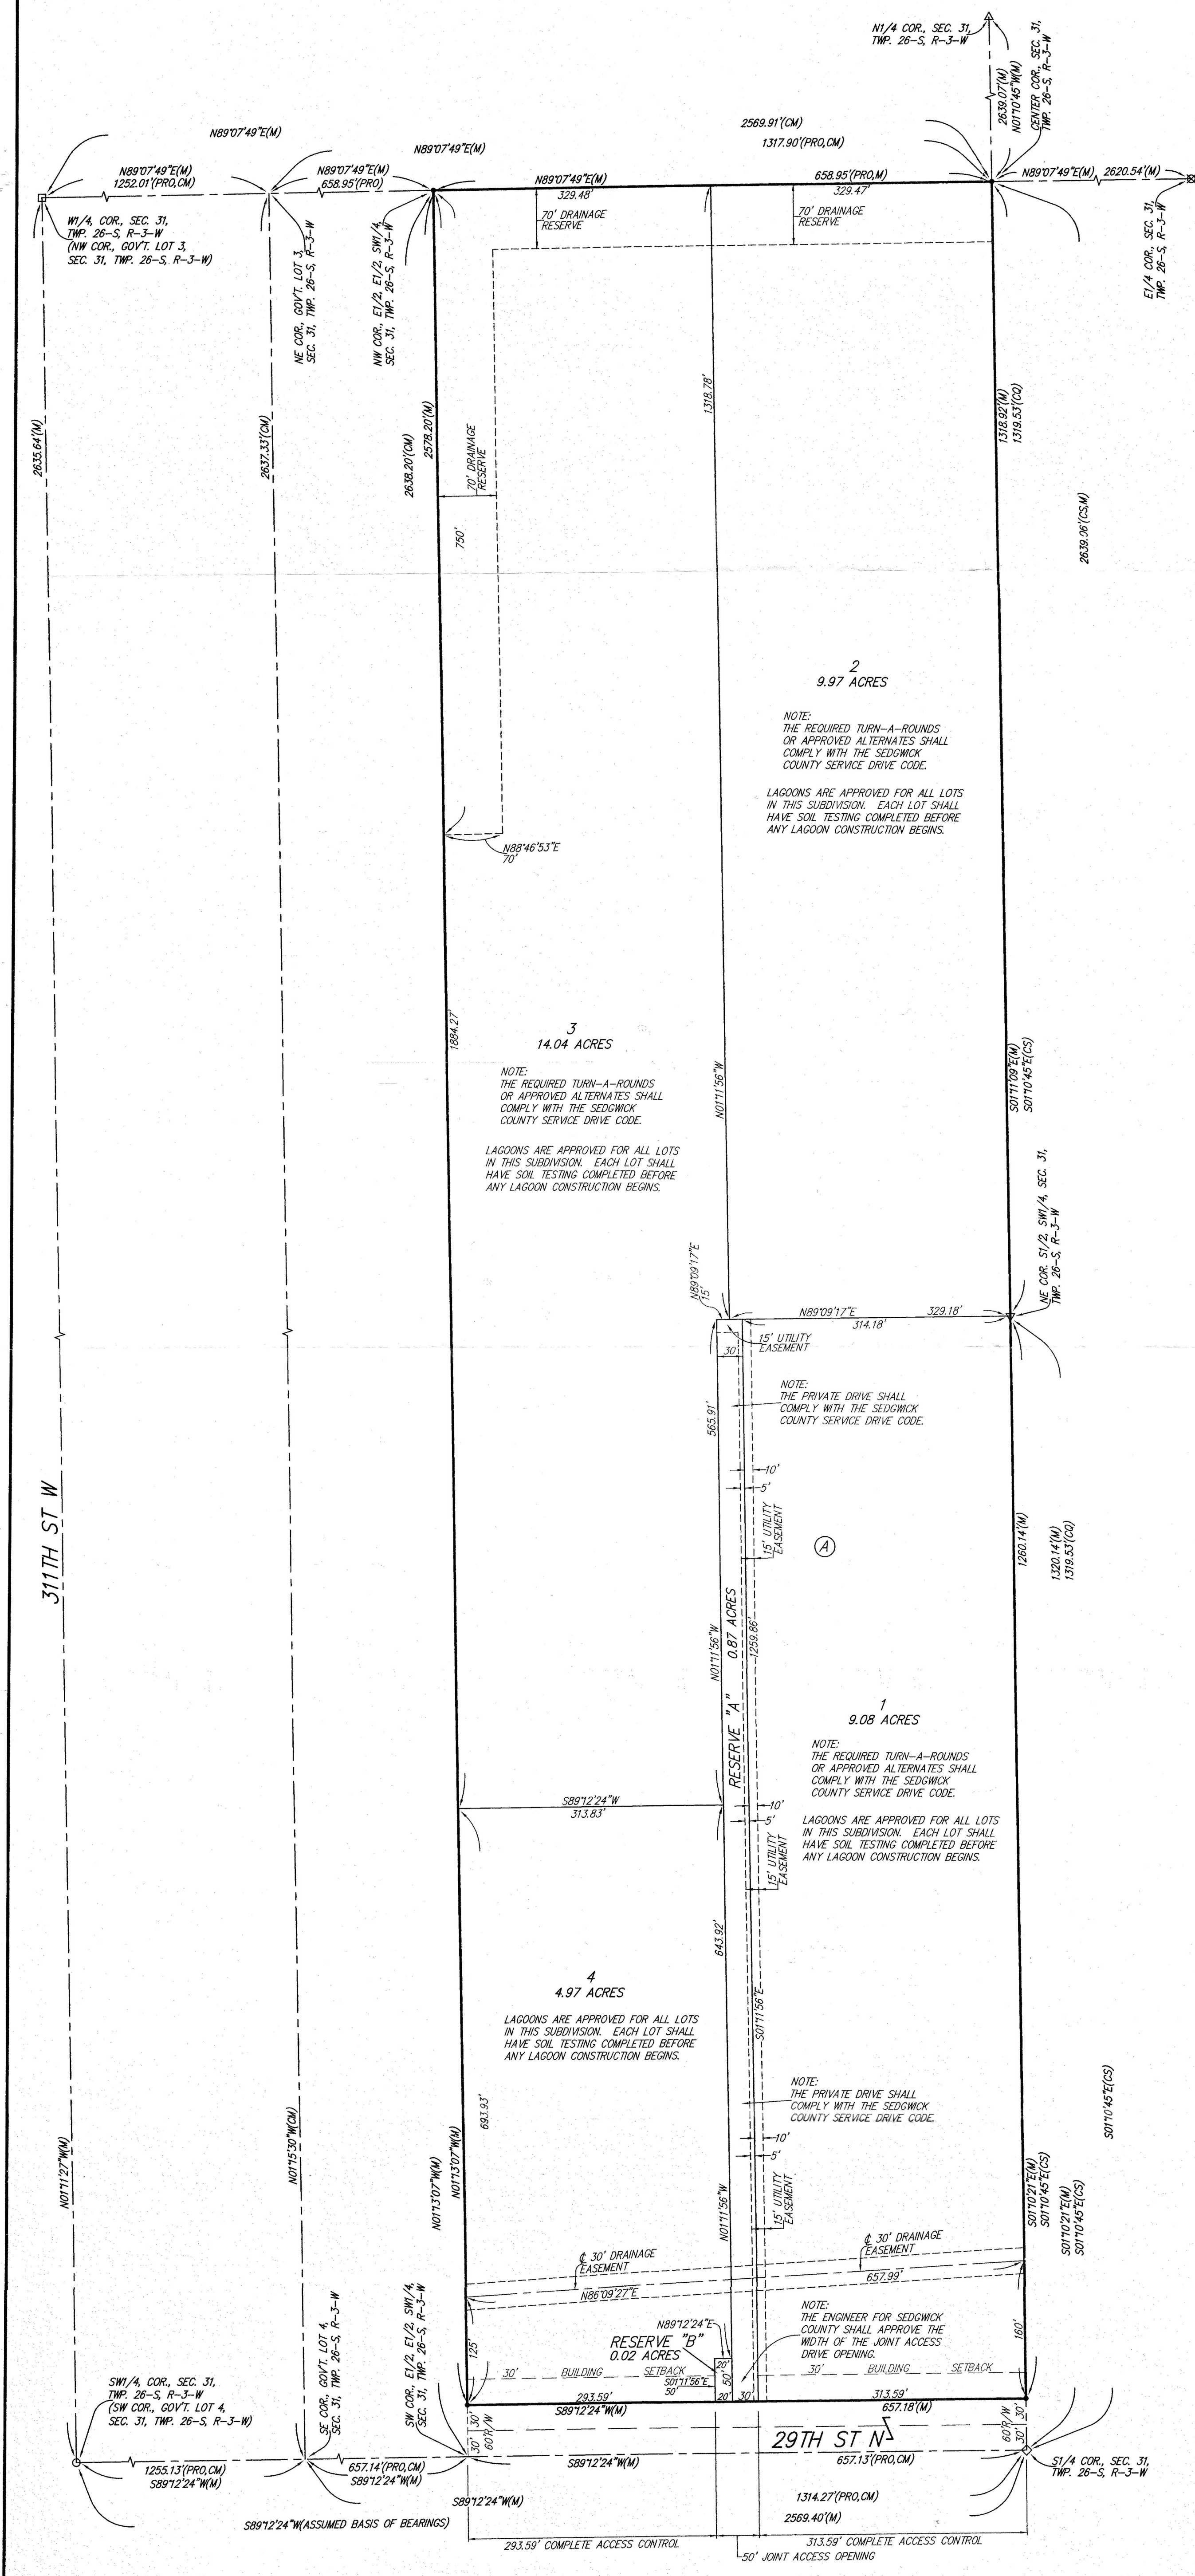 N1/4 COR., SEC. 31,
TWP. 26-S, R-3-W
2639.07'(M)
N01°10'45"W(M)
CENTER COR., SEC. 31,
TWP. 26-S, R-3-W
N89°07'49"E(M)
N89°07'49"E(M)
2569.91'(CM)
1317.90'(PRO,CM)
N89°07'49"E(M)
1252.01'(PRO,CM)
N89°07'49"E(M)
658.95'(PRO)
N89°07'49"E(M)
329.48'
658.95'(PRO,M)
329.47'
N89°07'49"E(M) 2620.54'(M)
W1/4, COR., SEC. 31,
TWP. 26-S, R-3-W
(NW COR., GOV'T. LOT 3,
SEC. 31, TWP. 26-S, R-3-W)
NE COR., GOV'T. LOT 3,
SEC. 31, TWP. 26-S, R-3-W
NW COR., E1/2, E1/2, SW1/4,
SEC. 31, TWP. 26-S, R-3-W
70' DRAINAGE
RESERVE
70' DRAINAGE
RESERVE
E1/4 COR., SEC. 31,
TWP. 26-S, R-3-W
2635.64'(M)
2637.33'(CM)
2638.20'(CM)
2578.20'(M)
70' DRAINAGE
RESERVE
750'
1318.78'
1318.92'(M)
1319.53'(CQ)
2639.06'(CS,M)
2
9.97 ACRES
NOTE:
THE REQUIRED TURN-A-ROUNDS
OR APPROVED ALTERNATES SHALL
COMPLY WITH THE SEDGWICK
COUNTY SERVICE DRIVE CODE.
LAGOONS ARE APPROVED FOR ALL LOTS
IN THIS SUBDIVISION. EACH LOT SHALL
HAVE SOIL TESTING COMPLETED BEFORE
ANY LAGOON CONSTRUCTION BEGINS.
N88°46'53"E
70'
1884.27'
3
14.04 ACRES
NOTE:
THE REQUIRED TURN-A-ROUNDS
OR APPROVED ALTERNATES SHALL
COMPLY WITH THE SEDGWICK
COUNTY SERVICE DRIVE CODE.
LAGOONS ARE APPROVED FOR ALL LOTS
IN THIS SUBDIVISION. EACH LOT SHALL
HAVE SOIL TESTING COMPLETED BEFORE
ANY LAGOON CONSTRUCTION BEGINS.
N01°11'56"W
S01°11'09"E(M)
S01°10'45"E(CS)
NE COR. S1/2, SW1/4, SEC. 31,
TWP. 26-S, R-3-W
N89°09'17"E
15'
N89°09'17"E
329.18'
314.18'
15' UTILITY
EASEMENT
30'
NOTE:
THE PRIVATE DRIVE SHALL
COMPLY WITH THE SEDGWICK
COUNTY SERVICE DRIVE CODE.
565.91'
10'
5'
15' UTILITY
EASEMENT
A
311TH ST W
1260.14'(M)
1320.14'(M)
1319.53'(CQ)
N01°11'56"W
RESERVE "A" 0.87 ACRES
1259.86'
1
9.08 ACRES
NOTE:
THE REQUIRED TURN-A-ROUNDS
OR APPROVED ALTERNATES SHALL
COMPLY WITH THE SEDGWICK
COUNTY SERVICE DRIVE CODE.
LAGOONS ARE APPROVED FOR ALL LOTS
IN THIS SUBDIVISION. EACH LOT SHALL
HAVE SOIL TESTING COMPLETED BEFORE
ANY LAGOON CONSTRUCTION BEGINS.
S89°12'24"W
313.83'
10'
5'
15' UTILITY
EASEMENT
643.92'
4
4.97 ACRES
LAGOONS ARE APPROVED FOR ALL LOTS
IN THIS SUBDIVISION. EACH LOT SHALL
HAVE SOIL TESTING COMPLETED BEFORE
ANY LAGOON CONSTRUCTION BEGINS.
S01°11'56"E
NOTE:
THE PRIVATE DRIVE SHALL
COMPLY WITH THE SEDGWICK
COUNTY SERVICE DRIVE CODE.
693.93'
10'
5'
15' UTILITY
EASEMENT
N01°11'27"W(M)
N01°15'30"W(CM)
N01°13'07"W(M)
N01°13'07"W(M)
N01°11'56"W
S01°10'21"E(M)
S01°10'45"E(CS)
S01°10'21"E(M)
S01°10'45"E(CS)
S01°10'45"E(CS)
℄ 30' DRAINAGE
EASEMENT
℄ 30' DRAINAGE
EASEMENT
N86°09'27"E
657.99'
125'
160'
N89°12'24"E
RESERVE "B"
0.02 ACRES
20'
50'
S01°11'56"E
50'
NOTE:
THE ENGINEER FOR SEDGWICK
COUNTY SHALL APPROVE THE
WIDTH OF THE JOINT ACCESS
DRIVE OPENING.
30' BUILDING SETBACK
30' BUILDING SETBACK
293.59'
20'
30'
313.59'
S89°12'24"W(M)
657.18'(M)
SW1/4, COR., SEC. 31,
TWP. 26-S, R-3-W
(SW COR., GOV'T. LOT 4,
SEC. 31, TWP. 26-S, R-3-W)
SE COR., GOV'T. LOT 4,
SEC. 31, TWP. 26-S, R-3-W
SW COR., E1/2, E1/2, SW1/4,
SEC. 31, TWP. 26-S, R-3-W
30' 30'
60'R/W
29TH ST N
60'R/W
30' 30'
1255.13'(PRO,CM)
S89°12'24"W(M)
657.14'(PRO,CM)
S89°12'24"W(M)
S89°12'24"W(M)
657.13'(PRO,CM)
S1/4 COR., SEC. 31,
TWP. 26-S, R-3-W
S89°12'24"W(M)
1314.27'(PRO,CM)
S89°12'24"W(ASSUMED BASIS OF BEARINGS)
2569.40'(M)
293.59' COMPLETE ACCESS CONTROL
313.59' COMPLETE ACCESS CONTROL
50' JOINT ACCESS OPENING